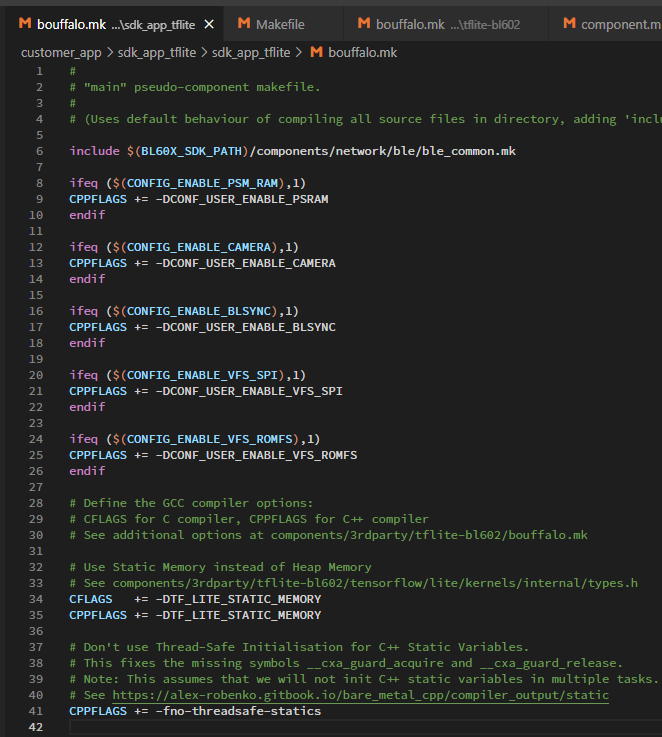 bouffalo.mk ...\sdk_app_tflite
Makefile
bouffalo.mk ...\tflite-bl602
component.m
customer_app > sdk_app_tflite > sdk_app_tflite > bouffalo.mk
1 #
2 # "main" pseudo-component makefile.
3 #
4 # (Uses default behaviour of compiling all source files in directory, adding 'inclu
5
6 include $(BL60X_SDK_PATH)/components/network/ble/ble_common.mk
7
8 ifeq ($(CONFIG_ENABLE_PSM_RAM),1)
9 CPPFLAGS += -DCONF_USER_ENABLE_PSRAM
10 endif
11
12 ifeq ($(CONFIG_ENABLE_CAMERA),1)
13 CPPFLAGS += -DCONF_USER_ENABLE_CAMERA
14 endif
15
16 ifeq ($(CONFIG_ENABLE_BLSYNC),1)
17 CPPFLAGS += -DCONF_USER_ENABLE_BLSYNC
18 endif
19
20 ifeq ($(CONFIG_ENABLE_VFS_SPI),1)
21 CPPFLAGS += -DCONF_USER_ENABLE_VFS_SPI
22 endif
23
24 ifeq ($(CONFIG_ENABLE_VFS_ROMFS),1)
25 CPPFLAGS += -DCONF_USER_ENABLE_VFS_ROMFS
26 endif
27
28 # Define the GCC compiler options:
29 # CFLAGS for C compiler, CPPFLAGS for C++ compiler
30 # See additional options at components/3rdparty/tflite-bl602/bouffalo.mk
31
32 # Use Static Memory instead of Heap Memory
33 # See components/3rdparty/tflite-bl602/tensorflow/lite/kernels/internal/types.h
34 CFLAGS   += -DTF_LITE_STATIC_MEMORY
35 CPPFLAGS += -DTF_LITE_STATIC_MEMORY
36
37 # Don't use Thread-Safe Initialisation for C++ Static Variables.
38 # This fixes the missing symbols __cxa_guard_acquire and __cxa_guard_release.
39 # Note: This assumes that we will not init C++ static variables in multiple tasks.
40 # See https://alex-robenko.gitbook.io/bare_metal_cpp/compiler_output/static
41 CPPFLAGS += -fno-threadsafe-statics
42